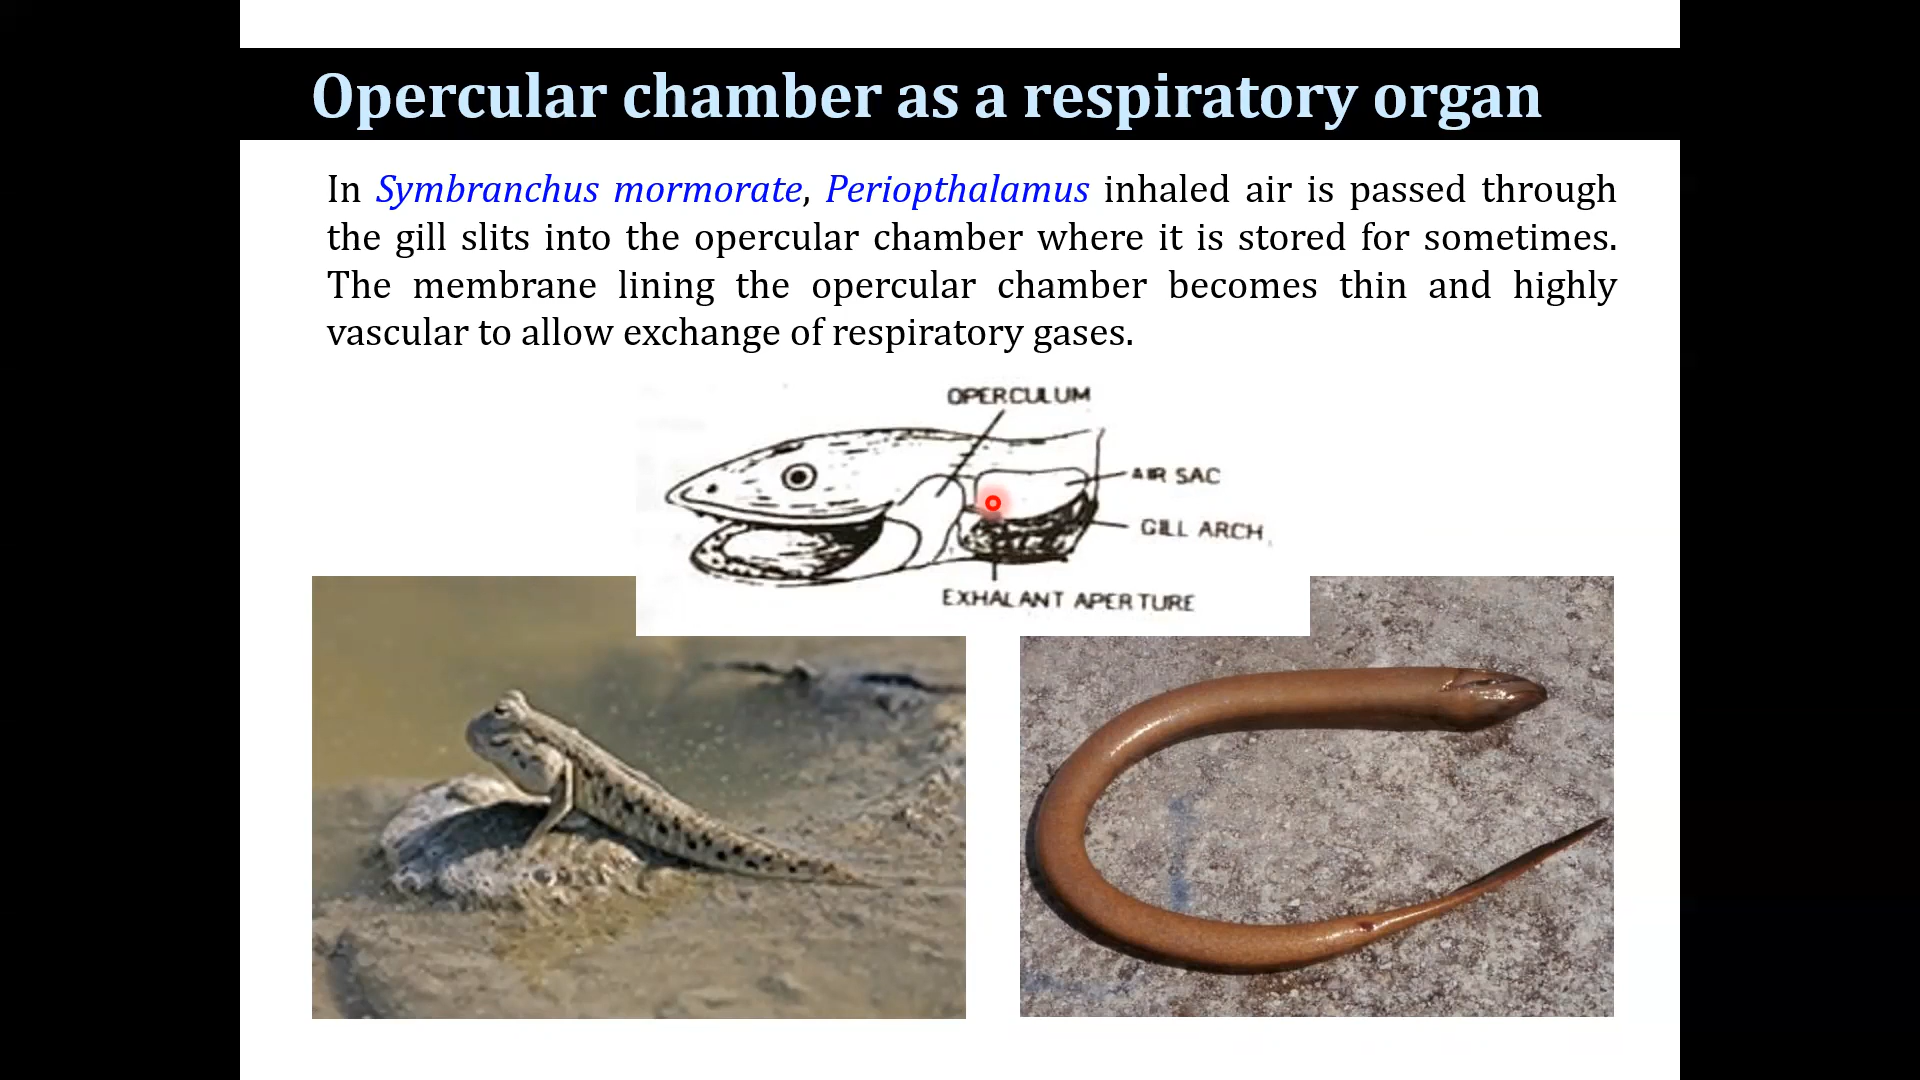 Opercular chamber as a respiratory organ
In Symbranchus mormorate, Periopthalamus inhaled air is passed through
the gill slits into the opercular chamber where it is stored for sometimes.
The membrane lining the opercular chamber becomes thin and highly
vascular to allow exchange of respiratory gases.
OPERCULUM
AIR SAC
GILL ARCH
EXHALANT APERTURE